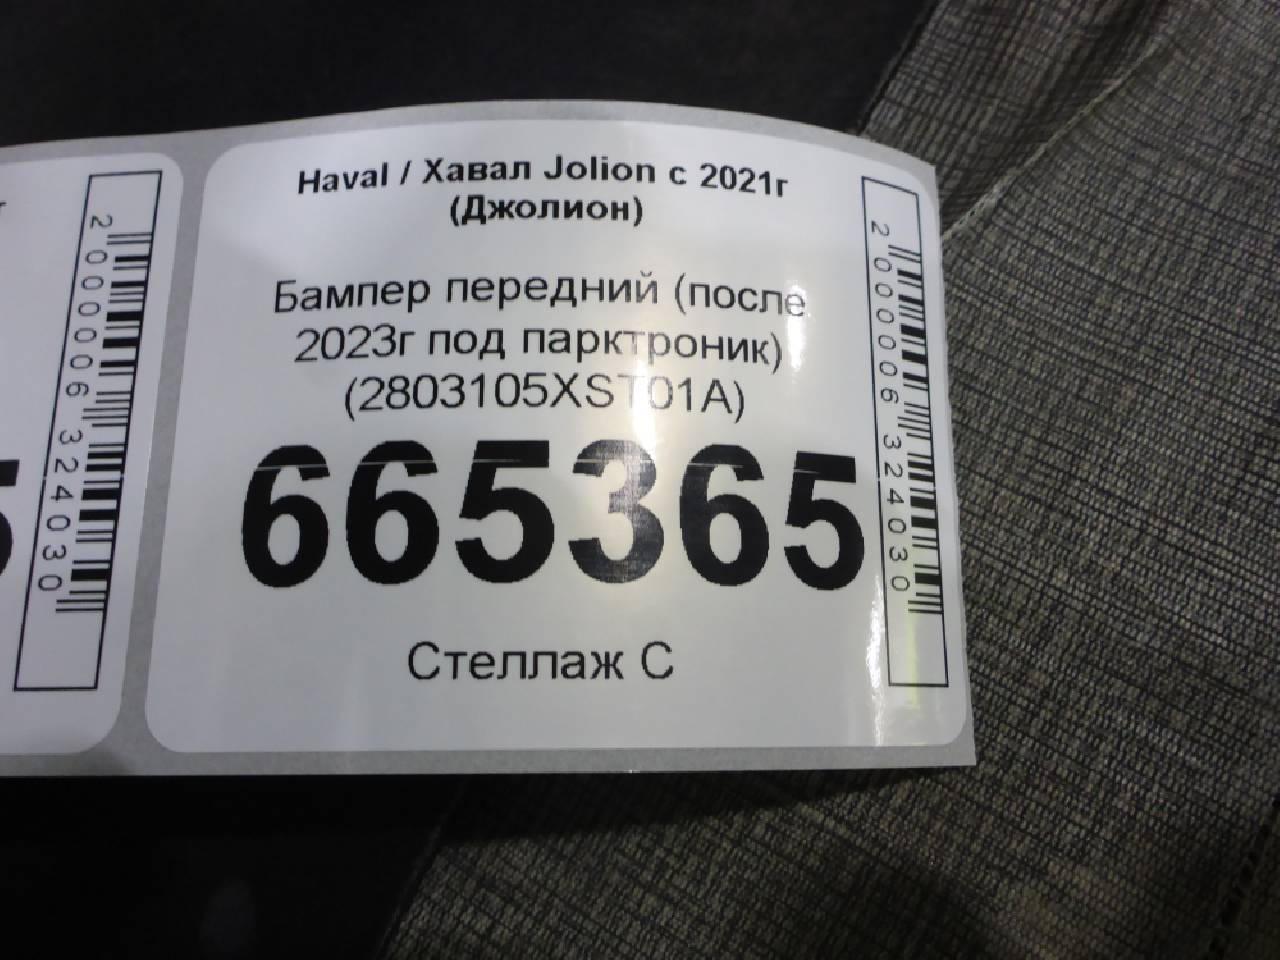 Haval / Хавал Jolion с 2021г
(Джолион)
Бампер передний (после
2023г под парктроник)
(2803105XST01A)
665365
Стеллаж С
2000006324030
2000006324030